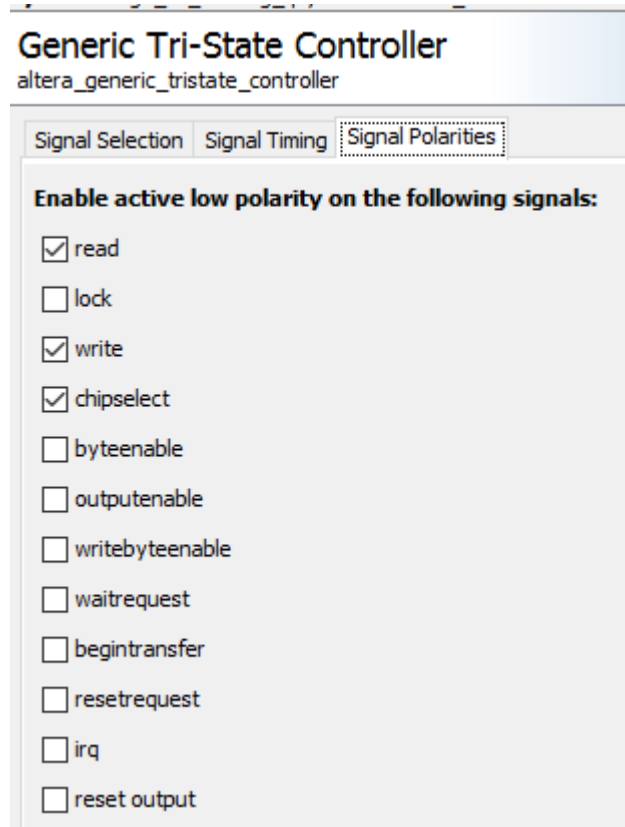 Generic Tri-State Controller
altera_generic_tristate_controller
Signal Selection Signal Timing Signal Polarities
Enable active low polarity on the following signals:
read
lock
write
chipselect
byteenable
outputenable
writebyteenable
waitrequest
begintransfer
resetrequest
irq
reset output